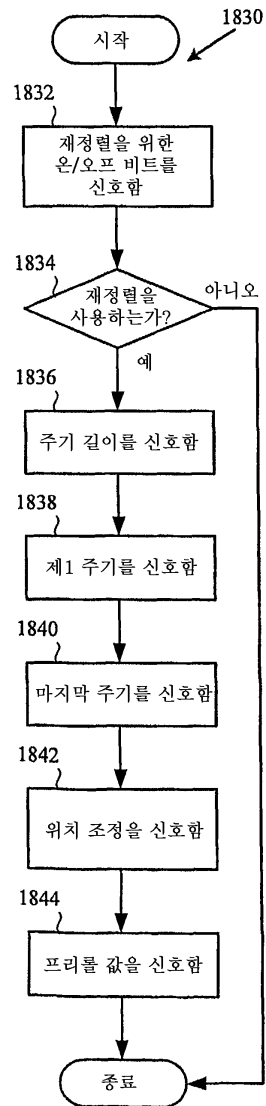 시작
1830
1832
재정렬을 위한
온/오프 비트를
신호함
1834
재정렬을
사용하는가?
아니오
예
1836
주기 길이를 신호함
1838
제1 주기를 신호함
1840
마지막 주기를 신호함
1842
위치 조정을 신호함
1844
프리롤 값을 신호함
종료